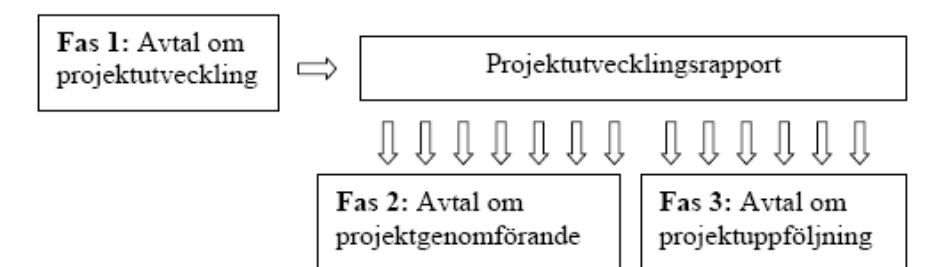 Fas 1: Avtal om
projektutveckling
Projektutvecklingsrapport
Fas 2: Avtal om
projektgenomförande
Fas 3: Avtal om
projektuppföljning